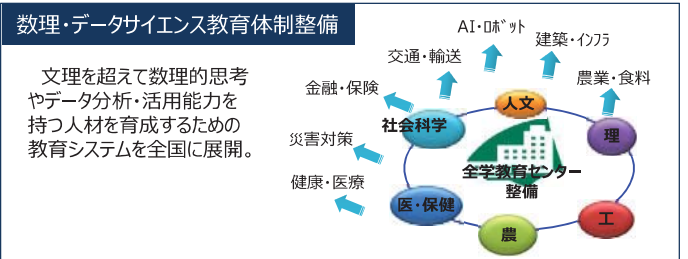 数理・データサイエンス教育体制整備
文理を超えて数理的思考
やデータ分析・活用能力を
持つ人材を育成するための
教育システムを全国に展開。
AI・ﾛﾎﾞｯﾄ
建築・ｲﾝﾌﾗ
交通・輸送
農業・食料
金融・保険
災害対策
健康・医療
人文
社会科学
理
全学教育センター
整備
医・保健
工
農